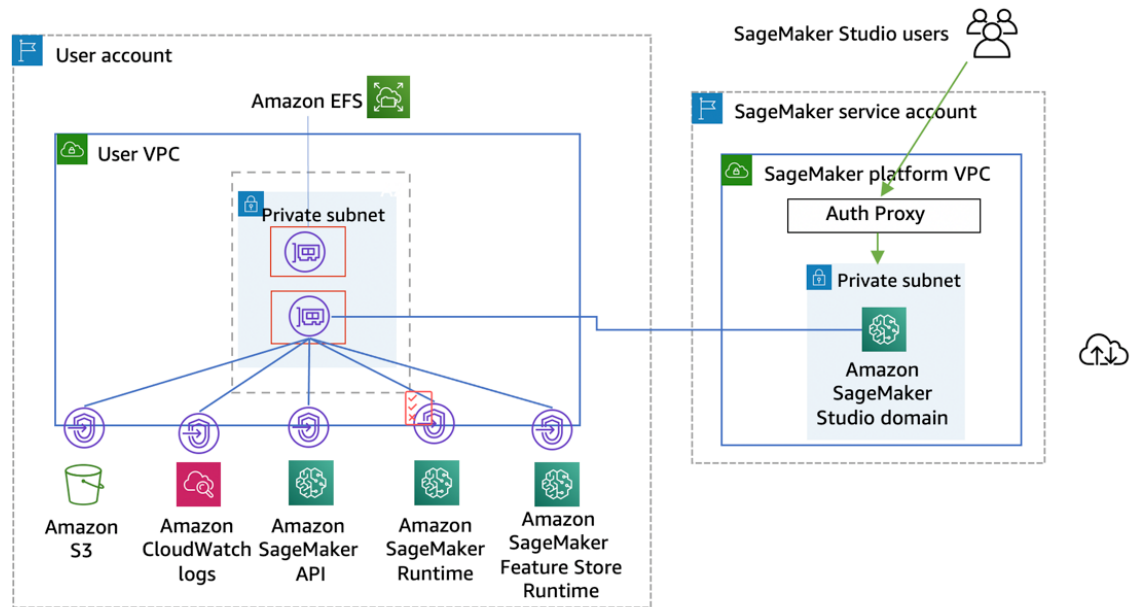 SageMaker Studio users
User account
Amazon EFS
SageMaker service account
User VPC
SageMaker platform VPC
Private subnet
Auth Proxy
Private subnet
Amazon
SageMaker
Studio domain
Amazon
S3
Amazon
CloudWatch
logs
Amazon
SageMaker
API
Amazon
SageMaker
Runtime
Amazon
SageMaker
Feature Store
Runtime